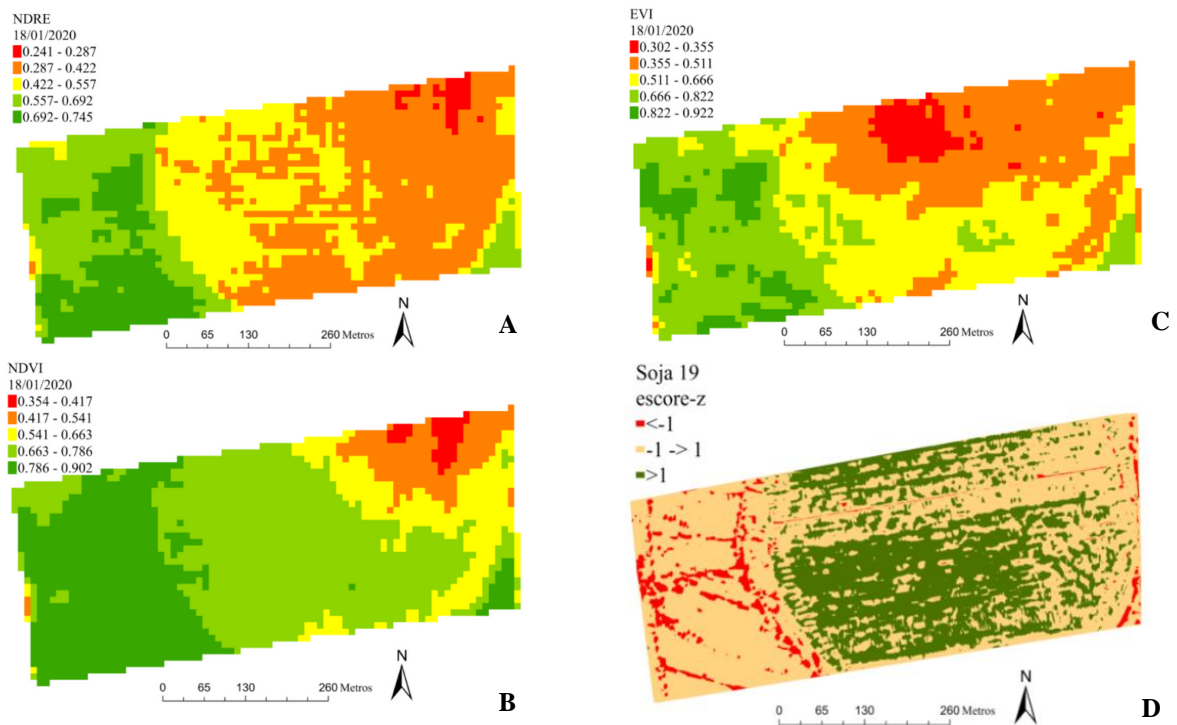 NDRE
18/01/2020
0.241 - 0.287
0.287 - 0.422
0.422 - 0.557
0.557- 0.692
0.692- 0.745
N
0 65 130 260 Metros
A
EVI
18/01/2020
0.302 - 0.355
0.355 - 0.511
0.511 - 0.666
0.666 - 0.822
0.822 - 0.922
N
0 65 130 260 Metros
C
NDVI
18/01/2020
0.354 - 0.417
0.417 - 0.541
0.541 - 0.663
0.663 - 0.786
0.786 - 0.902
N
0 65 130 260 Metros
B
Soja 19
escore-z
<-1
-1 -> 1
>1
N
0 65 130 260 Metros
D